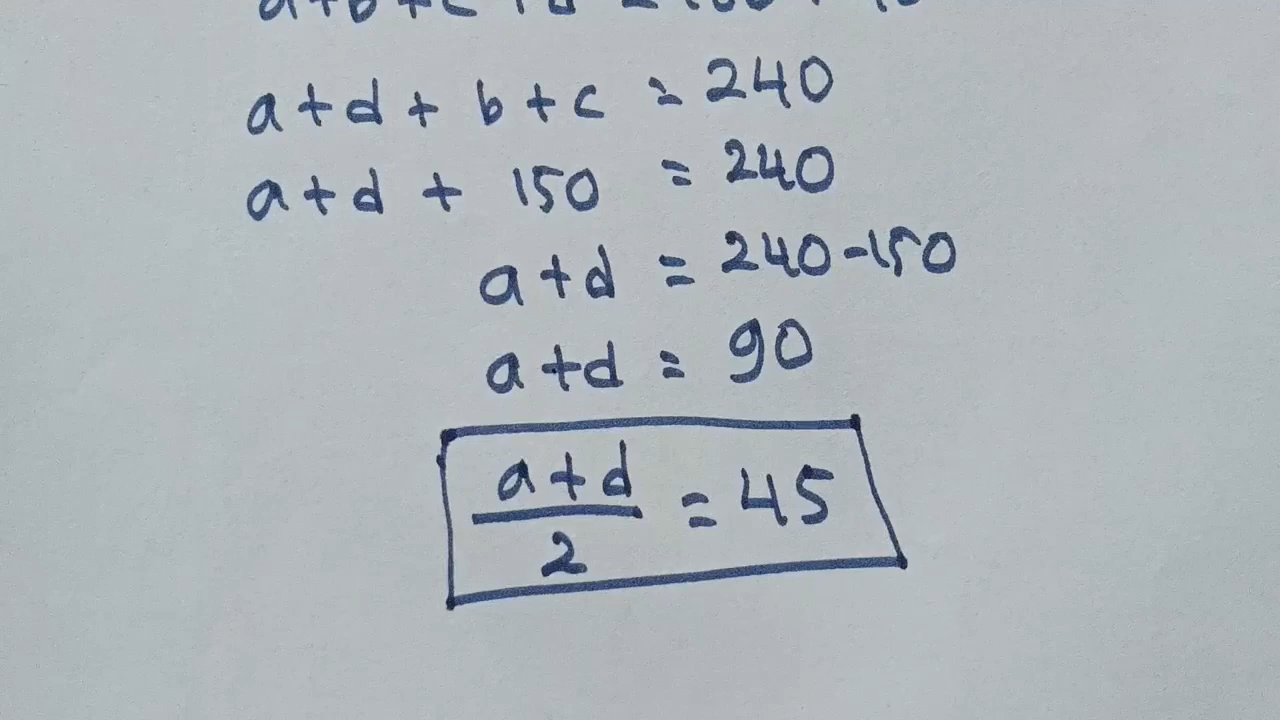 a+d+b+c = 240
a+d + 150 = 240
a+d = 240-150
a+d = 90
a+d
2
= 45